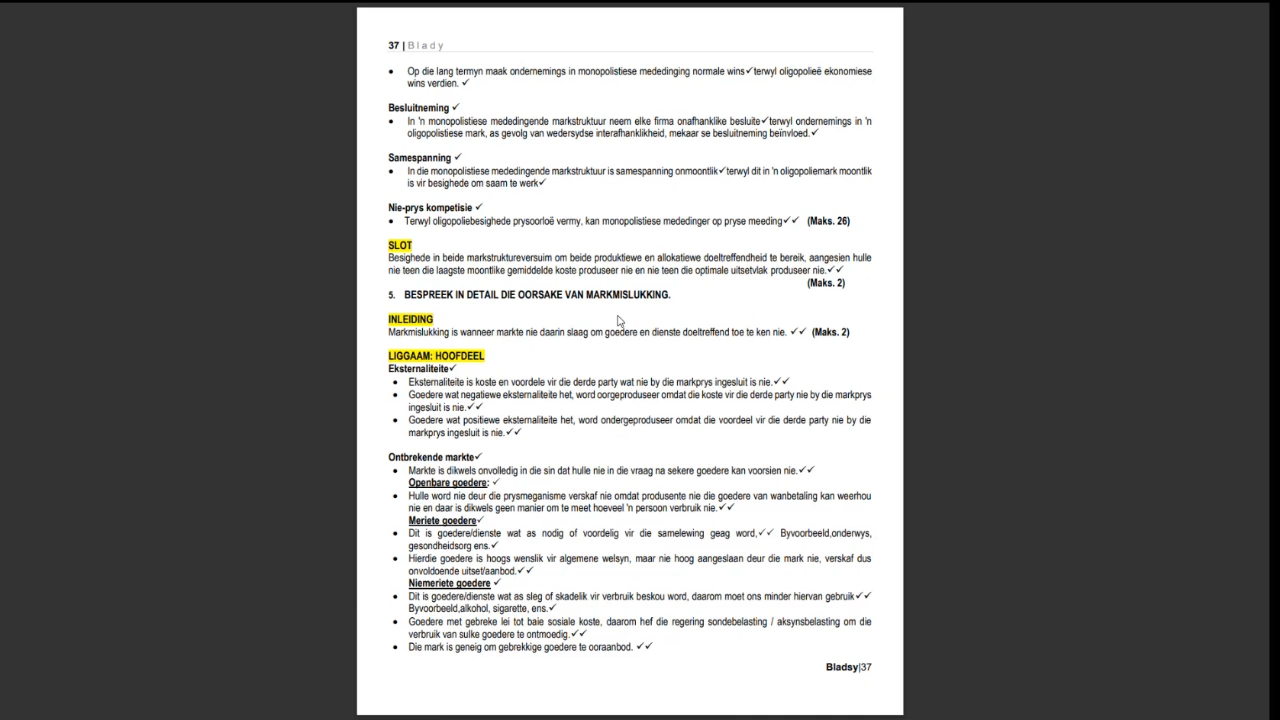 37 | B l a d y
• Op die lang termyn maak ondernemings in monopolistiese mededinging normale wins✓terwyl oligopolieë ekonomiese
wins verdien. ✓
Besluitneming ✓
• In 'n monopolistiese mededingende markstruktuur neem elke firma onafhanklike besluite✓terwyl ondernemings in 'n
oligopolistiese mark, as gevolg van wedersydse interafhanklikheid, mekaar se besluitneming beïnvloed.✓
Samespanning ✓
• In die monopolistiese mededingende markstruktuur is samespanning onmoontlik✓terwyl dit in 'n oligopoliemark moontlik
is vir besighede om saam te werk✓
Nie-prys kompetisie ✓
• Terwyl oligopoliebesighede prysoorloë vermy, kan monopolistiese mededinger op pryse meeding✓✓ (Maks. 26)
SLOT
Besighede in beide markstruktureversuim om beide produktiewe en allokatiewe doeltreffendheid te bereik, aangesien hulle
nie teen die laagste moontlike gemiddelde koste produseer nie en nie teen die optimale uitsetvlak produseer nie.✓✓
(Maks. 2)
5. BESPREEK IN DETAIL DIE OORSAKE VAN MARKMISLUKKING.
INLEIDING
Markmislukking is wanneer markte nie daarin slaag om goedere en dienste doeltreffend toe te ken nie. ✓✓ (Maks. 2)
LIGGAAM: HOOFDEEL
Eksternaliteite✓
• Eksternaliteite is koste en voordele vir die derde party wat nie by die markprys ingesluit is nie.✓✓
• Goedere wat negatiewe eksternaliteite het, word oorgeproduseer omdat die koste vir die derde party nie by die markprys
ingesluit is nie.✓✓
• Goedere wat positiewe eksternaliteite het, word ondergeproduseer omdat die voordeel vir die derde party nie by die
markprys ingesluit is nie.✓✓
Ontbrekende markte✓
• Markte is dikwels onvolledig in die sin dat hulle nie in die vraag na sekere goedere kan voorsien nie.✓✓
Openbare goedere: ✓
• Hulle word nie deur die prysmeganisme verskaf nie omdat produsente nie die goedere van wanbetaling kan weerhou
nie en daar is dikwels geen manier om te meet hoeveel 'n persoon verbruik nie.✓✓
Meriete goedere✓
• Dit is goedere/dienste wat as nodig of voordelig vir die samelewing geag word,✓✓ Byvoorbeeld,onderwys,
gesondheidsorg ens.✓
• Hierdie goedere is hoogs wenslik vir algemene welsyn, maar nie hoog aangeslaan deur die mark nie, verskaf dus
onvoldoende uitset/aanbod.✓✓
Niemeriete goedere ✓
• Dit is goedere/dienste wat as sleg of skadelik vir verbruik beskou word, daarom moet ons minder hiervan gebruik✓✓
Byvoorbeeld,alkohol, sigarette, ens.✓
• Goedere met gebreke lei tot baie sosiale koste, daarom hef die regering sondebelasting / aksynsbelasting om die
verbruik van sulke goedere te ontmoedig.✓✓
• Die mark is geneig om gebrekkige goedere te ooraanbod. ✓✓
Bladsy|37